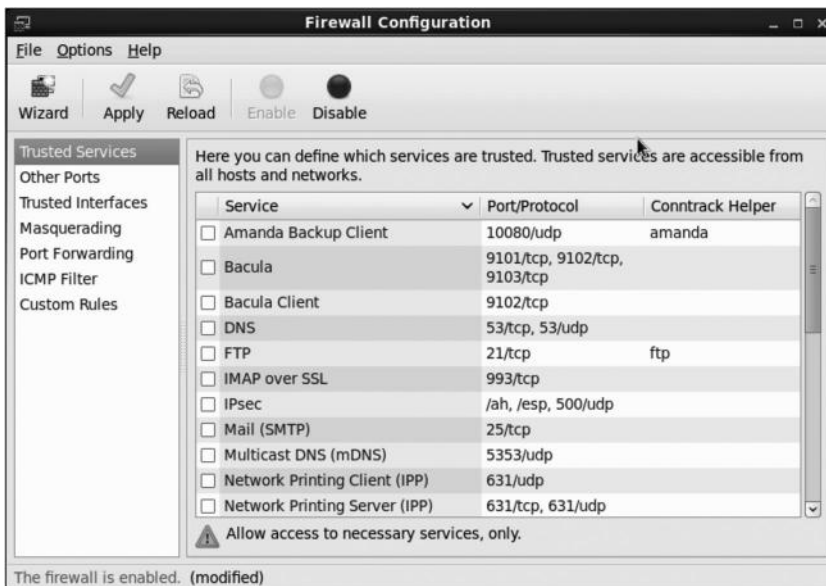 Firewall Configuration
File Options Help
Wizard Apply Reload Enable Disable
Trusted Services
Other Ports
Trusted Interfaces
Masquerading
Port Forwarding
ICMP Filter
Custom Rules
Here you can define which services are trusted. Trusted services are accessible from
all hosts and networks.
Service Port/Protocol Conntrack Helper
Amanda Backup Client 10080/udp amanda
Bacula 9101/tcp, 9102/tcp,
9103/tcp
Bacula Client 9102/tcp
DNS 53/tcp, 53/udp
FTP 21/tcp ftp
IMAP over SSL 993/tcp
IPsec /ah, /esp, 500/udp
Mail (SMTP) 25/tcp
Multicast DNS (mDNS) 5353/udp
Network Printing Client (IPP) 631/udp
Network Printing Server (IPP) 631/tcp, 631/udp
Allow access to necessary services, only.
The firewall is enabled. (modified)